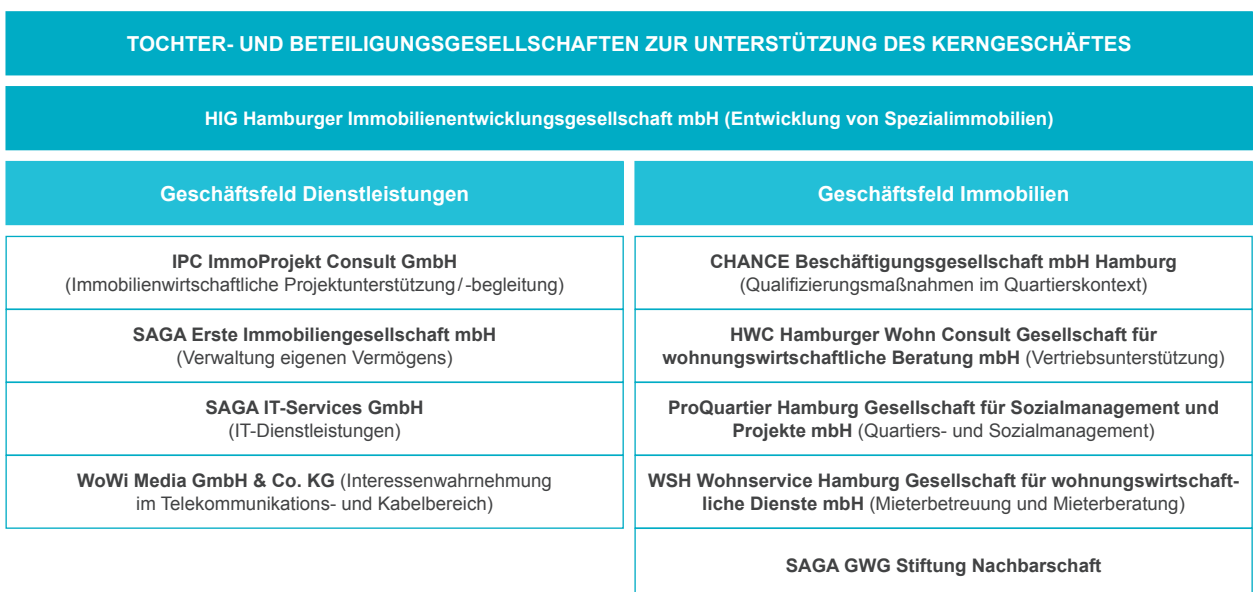 TOCHTER- UND BETEILIGUNGSGESELLSCHAFTEN ZUR UNTERSTÜTZUNG DES KERNGESCHÄFTES
HIG Hamburger Immobilienentwicklungsgesellschaft mbH (Entwicklung von Spezialimmobilien)
Geschäftsfeld Dienstleistungen
IPC ImmoProjekt Consult GmbH
(Immobilienwirtschaftliche Projektunterstützung/-begleitung)
SAGA Erste Immobiliengesellschaft mbH
(Verwaltung eigenen Vermögens)
SAGA IT-Services GmbH
(IT-Dienstleistungen)
WoWi Media GmbH & Co. KG (Interessenwahrnehmung
im Telekommunikations- und Kabelbereich)
Geschäftsfeld Immobilien
CHANCE Beschäftigungsgesellschaft mbH Hamburg
(Qualifizierungsmaßnahmen im Quartierskontext)
HWC Hamburger Wohn Consult Gesellschaft für
wohnungswirtschaftliche Beratung mbH (Vertriebsunterstützung)
ProQuartier Hamburg Gesellschaft für Sozialmanagement und
Projekte mbH (Quartiers- und Sozialmanagement)
WSH Wohnservice Hamburg Gesellschaft für wohnungswirtschaft-
liche Dienste mbH (Mieterbetreuung und Mieterberatung)
SAGA GWG Stiftung Nachbarschaft